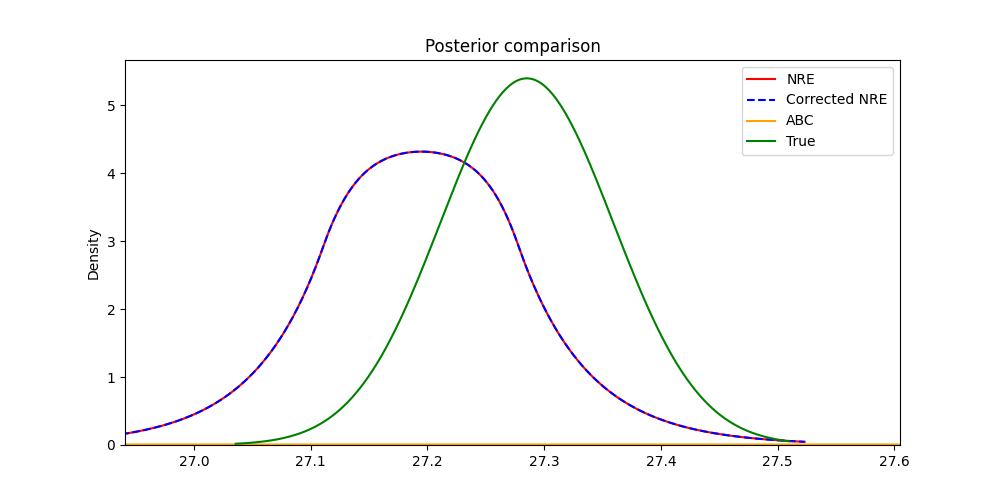 Posterior comparison
NRE
Corrected NRE
ABC
True
Density
5
4
3
2
1
0
27.0 27.1 27.2 27.3 27.4 27.5 27.6